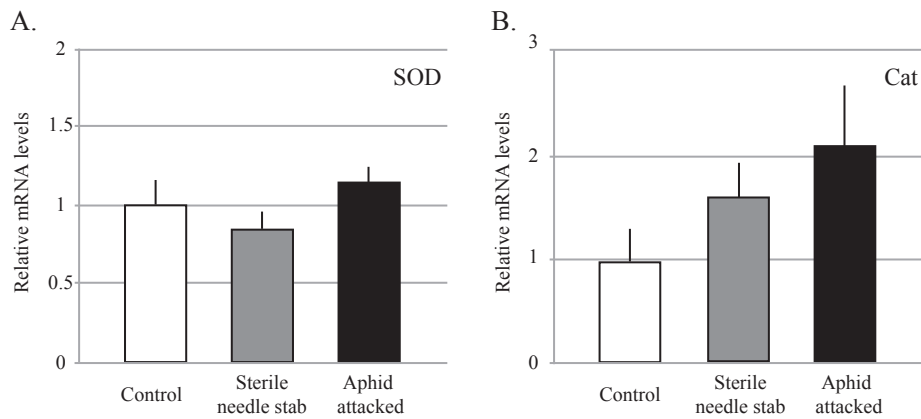 A.
SOD
Relative mRNA levels
2
1.5
1
0.5
0
Control
Sterile
needle stab
Aphid
attacked
B.
Cat
Relative mRNA levels
3
2
1
0
Control
Sterile
needle stab
Aphid
attacked